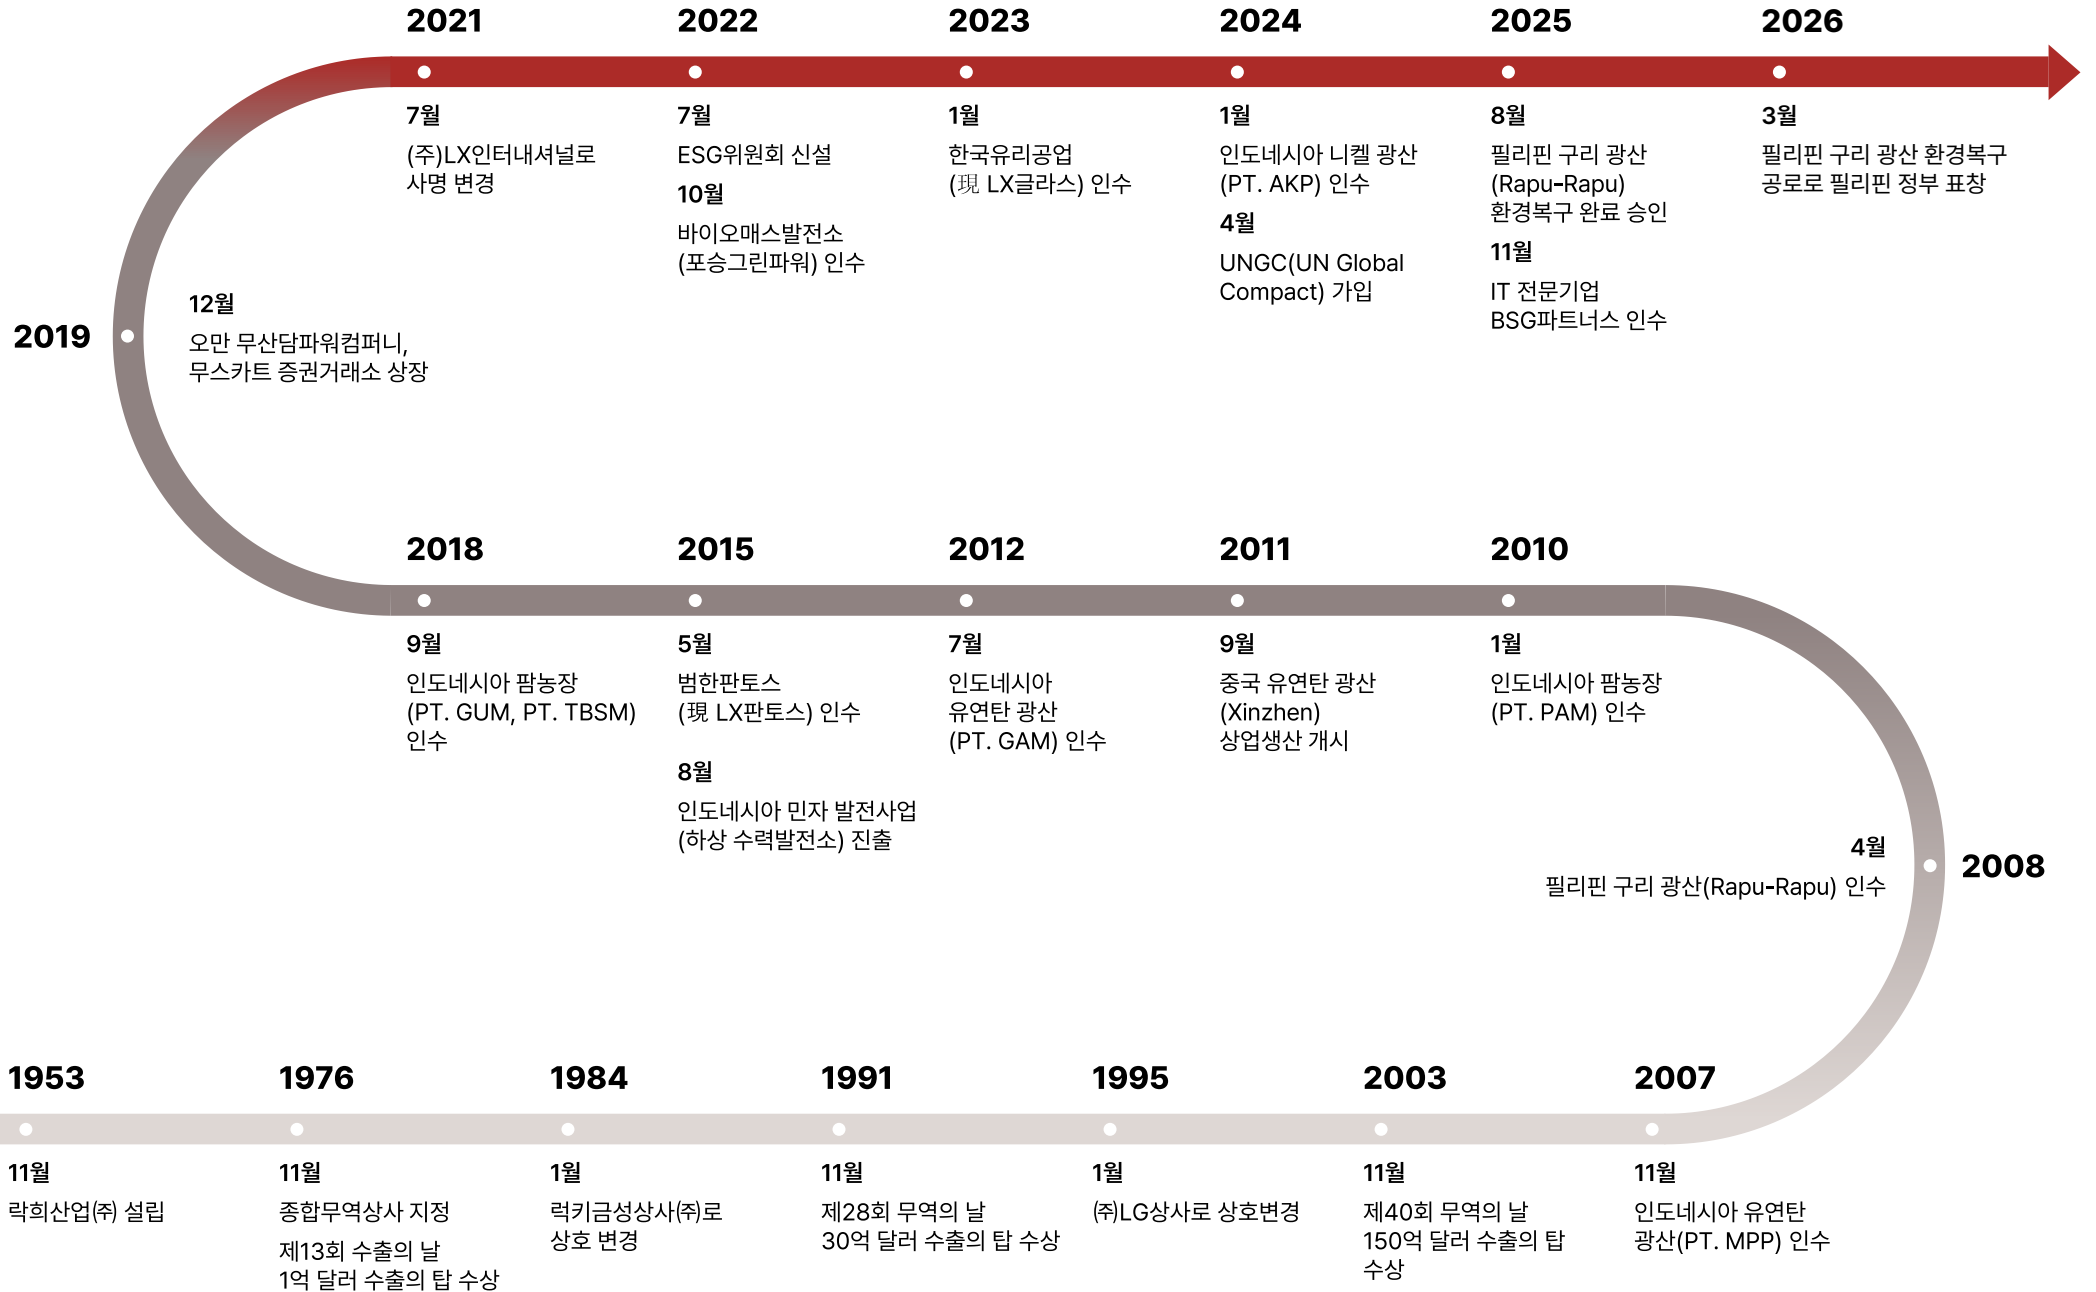 2021
7월
(주)LX인터내셔널로
사명 변경
2022
7월
ESG위원회 신설
10월
바이오매스발전소
(포승그린파워) 인수
2023
1월
한국유리공업
(現 LX글라스) 인수
2024
1월
인도네시아 니켈 광산
(PT. AKP) 인수
4월
UNGC(UN Global
Compact) 가입
2025
8월
필리핀 구리 광산
(Rapu-Rapu)
환경복구 완료 승인
11월
IT 전문기업
BSG파트너스 인수
2026
3월
필리핀 구리 광산 환경복구
공로로 필리핀 정부 표창
2019
12월
오만 무산담파워컴퍼니,
무스카트 증권거래소 상장
2018
9월
인도네시아 팜농장
(PT. GUM, PT. TBSM)
인수
2015
5월
범한판토스
(現 LX판토스) 인수
8월
인도네시아 민자 발전사업
(하상 수력발전소) 진출
2012
7월
인도네시아
유연탄 광산
(PT. GAM) 인수
2011
9월
중국 유연탄 광산
(Xinzhen)
상업생산 개시
2010
1월
인도네시아 팜농장
(PT. PAM) 인수
2008
4월
필리핀 구리 광산(Rapu-Rapu) 인수
1953
11월
락희산업㈜ 설립
1976
11월
종합무역상사 지정
제13회 수출의 날
1억 달러 수출의 탑 수상
1984
1월
럭키금성상사㈜로
상호 변경
1991
11월
제28회 무역의 날
30억 달러 수출의 탑 수상
1995
1월
㈜LG상사로 상호변경
2003
11월
제40회 무역의 날
150억 달러 수출의 탑
수상
2007
11월
인도네시아 유연탄
광산(PT. MPP) 인수